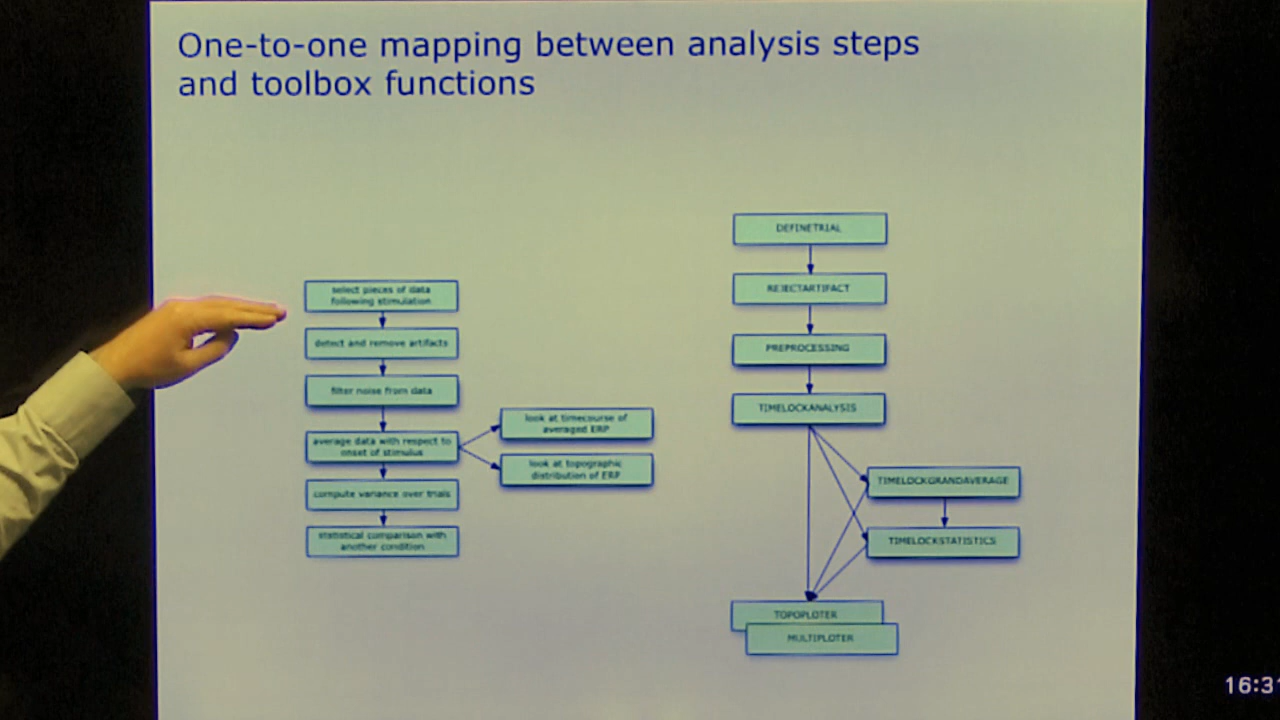 One-to-one mapping between analysis steps
and toolbox functions
select pieces of data
following stimulation
detect and remove artifacts
filter noise from data
average data with respect to
onset of stimulus
compute variance over trials
statistical comparison with
another condition
look at timecourse of
averaged ERP
look at topographic
distribution of ERP
DEFINETRIAL
REJECTARTIFACT
PREPROCESSING
TIMELOCKANALYSIS
TIMELOCKGRANDAVERAGE
TIMELOCKSTATISTICS
TOPOPLOTER
MULTIPLOTER
16:31